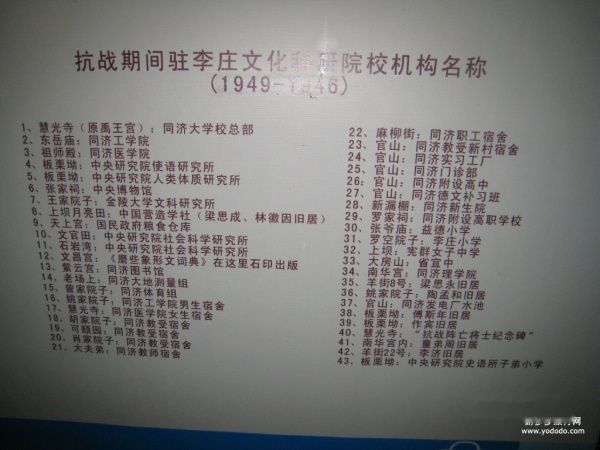 抗战期间驻李庄文化科研院校机构名称
(1949-1946)
1、慧光寺（原禹王宫）：同济大学校总部
2、东岳庙：同济工学院
3、祖师殿：同济医学院
4、板栗坳：中央研究院使语研究所
5、板栗坳：中央研究院人类体质研究所
6、张家祠：中央博物馆
7、王家院子：金陵大学文科研究所
8、上坝月亮田：中国营造学社（梁思成、林徽因旧居）
9、天上宫：国民政府粮食仓库
10、文官田：中央研究院社会科学研究所
11、石岩湾：中央研究院社会科学研究所
12、文昌宫：《磨些象形文词典》在这里石印出版
13、紫云宫：同济图书馆
14、老场上：同济大地测量组
15、曾家院子：同济体育组
16、姚家院子：同济工学院男生宿舍
17、慧光寺：同济医学院女生宿舍
18、胡家院子：同济教受宿舍
19、可颐园：同济教受宿舍
20、肖家院子：同济教受宿舍
21、大夫弟：同济教师宿舍
22、麻柳街：同济职工宿舍
23、官山：同济教受新村宿舍
24、官山：同济实习工厂
25、官山：同济门诊部
26、官山：同济附设高中
27、官山：同济德文补习班
28、新漏棚：同济新生院
29、罗家祠：同济附设高职学校
30、张爷庙：益德小学
31、罗空院子：李庄小学
32、上坝：宪群女子中学
33、大房山：省宜中
34、南华宫：同济理学院
35、羊街8号：梁思永旧居
36、姚家院子：陶孟和旧居
37、官山：同济发电厂水池
38、板栗坳：傅斯年旧居
39、板栗坳：作宾旧居
40、慧光寺："抗战阵亡将士纪念碑"
41、南华宫内：童弟周旧居
42、羊街22号：李济旧居
43、板栗坳：中央研究院史语所子弟小学
www.yododo.com